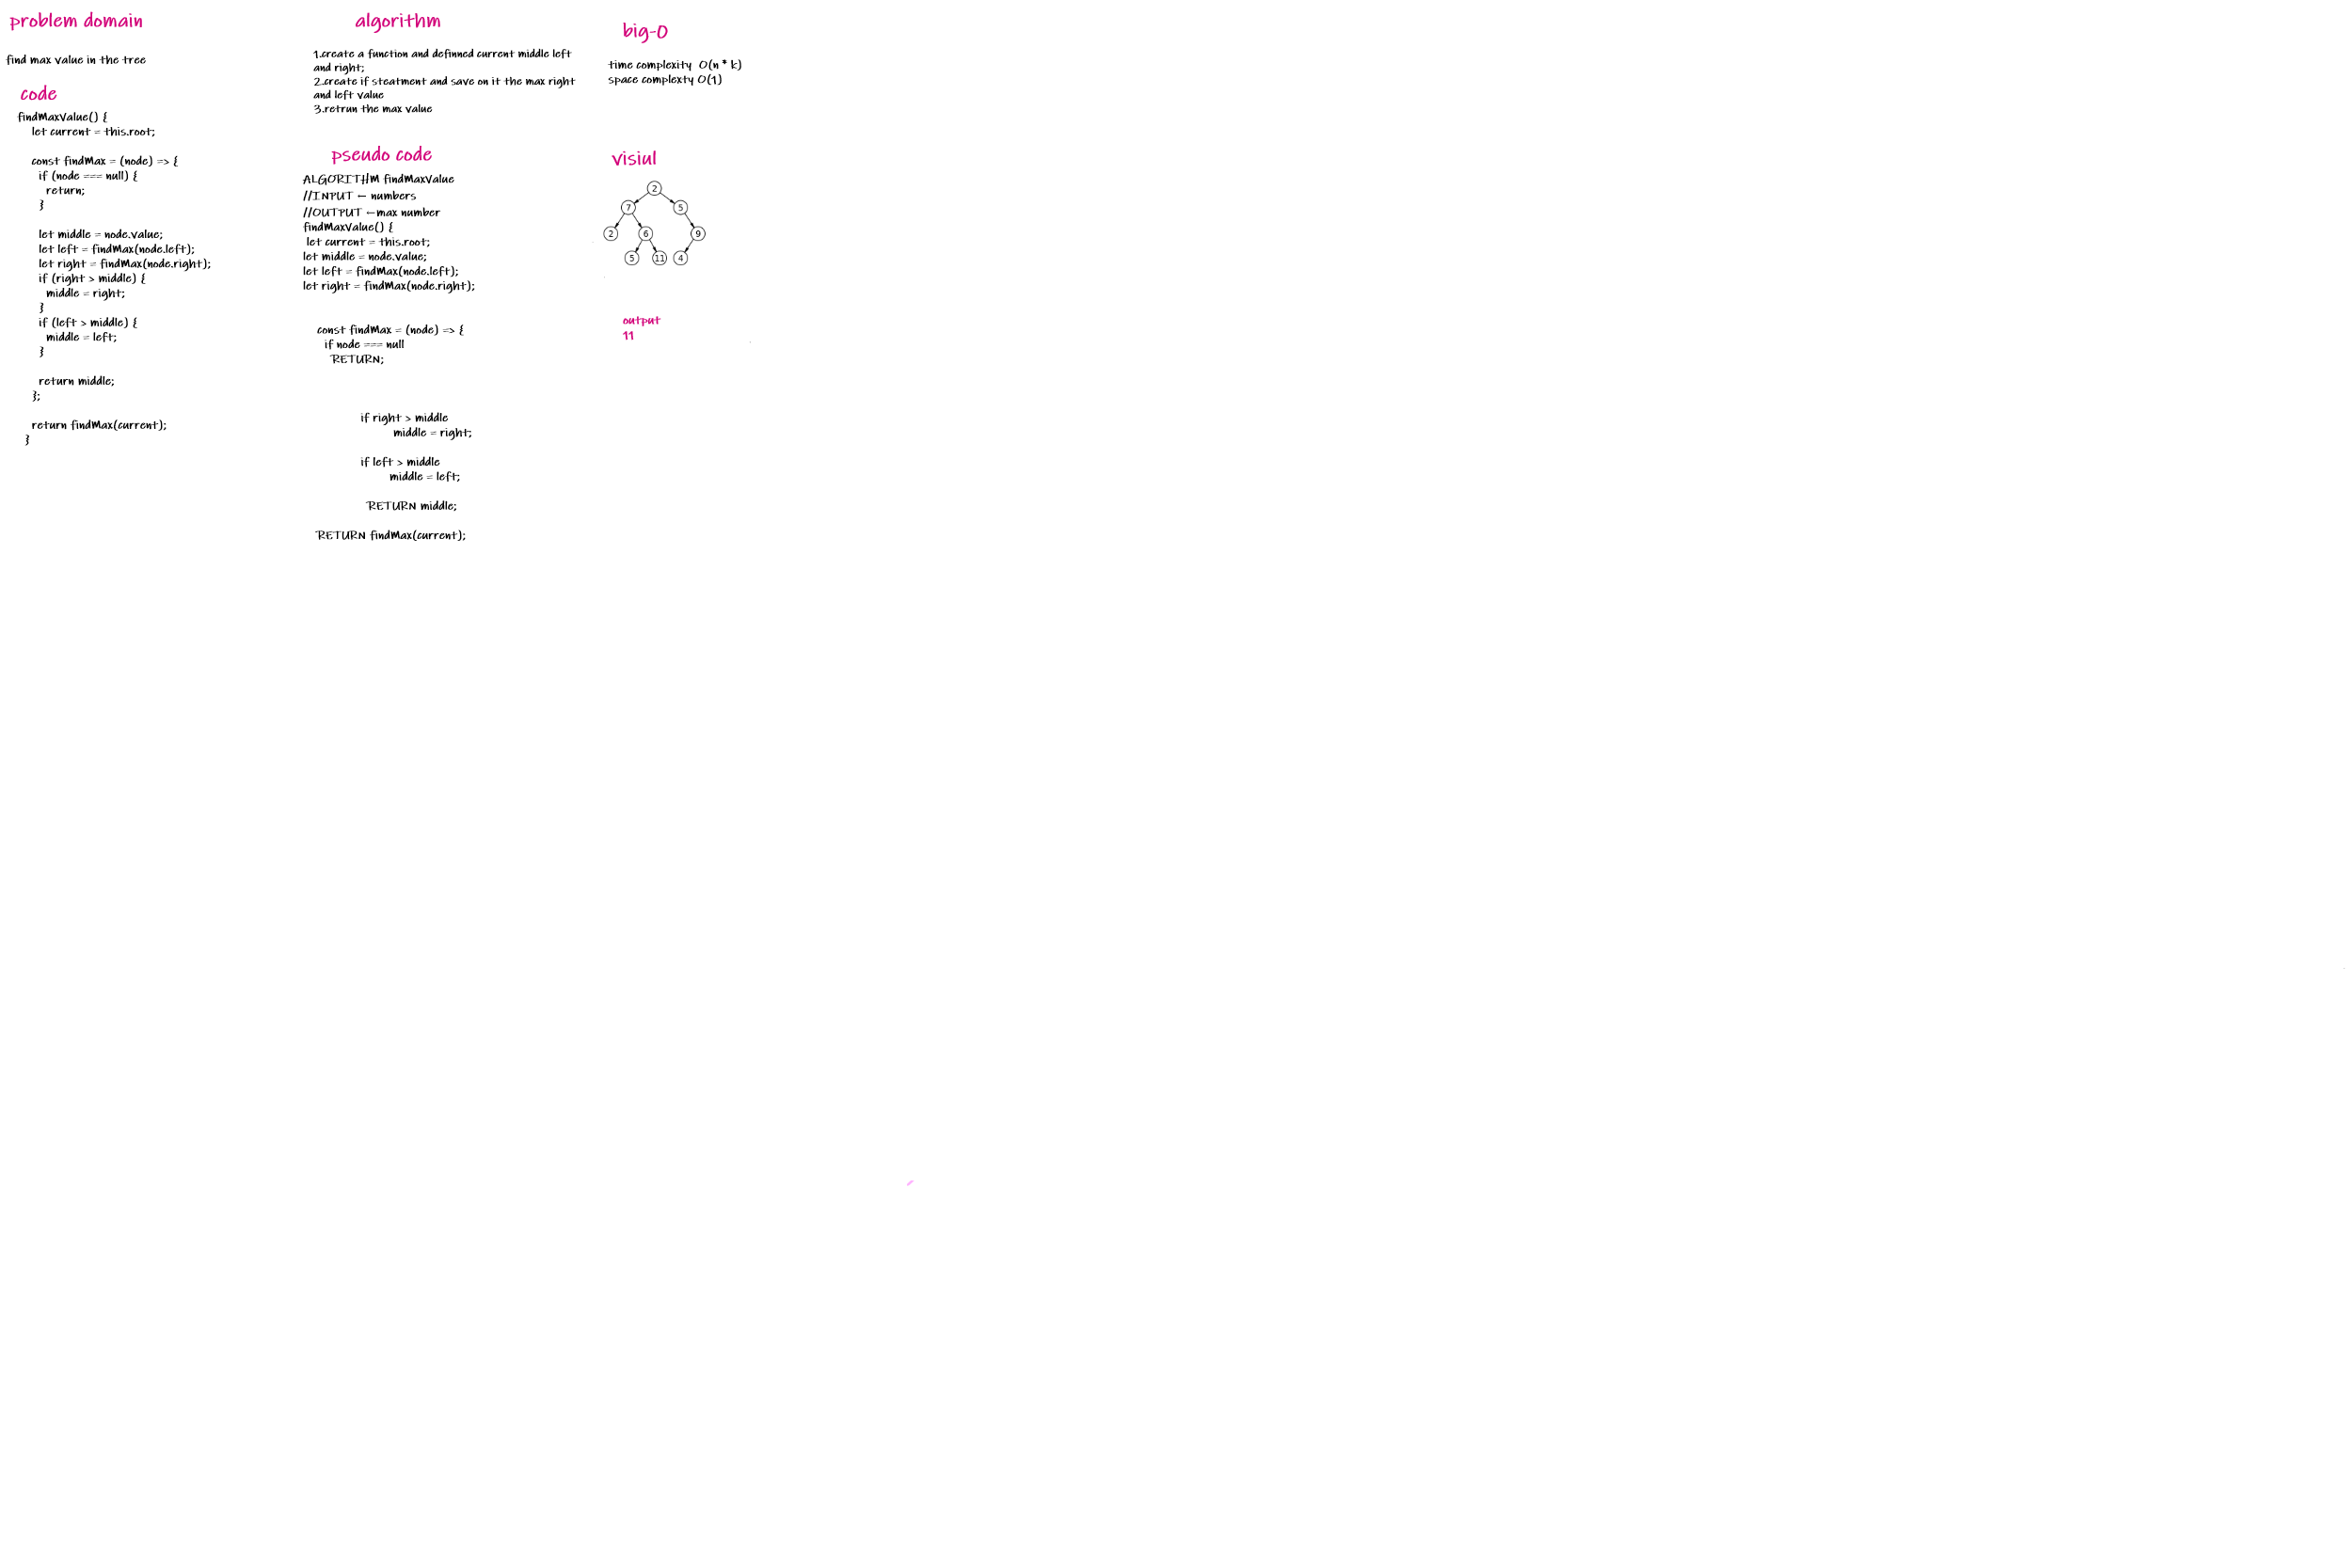 problem domain
find max value in the tree
code
findMaxValue() {
let current = this.root;
const findMax = (node) => {
if (node === null) {
return;
}
let middle = node.value;
let left = findMax(node.left);
let right = findMax(node.right);
if (right > middle) {
middle = right;
}
if (left > middle) {
middle = left;
}
return middle;
};
return findMax(current);
}
algorithm
1.create a function and definned current middle left
and right;
2.create if steatment and save on it the max right
and left value
3.retrun the max value
pseudo code
ALGORITHM findMaxValue
//INPUT ← numbers
//OUTPUT ←max number
findMaxValue() {
let current = this.root;
let middle = node.value;
let left = findMax(node.left);
let right = findMax(node.right);
const findMax = (node) => {
if node === null
RETURN;
if right > middle
middle = right;
if left > middle
middle = left;
RETURN middle;
RETURN findMax(current);
big-O
time complexity O(n * k)
space complexty O(1)
visiul
2
7 5
2 6 9
5 11 4
output
11